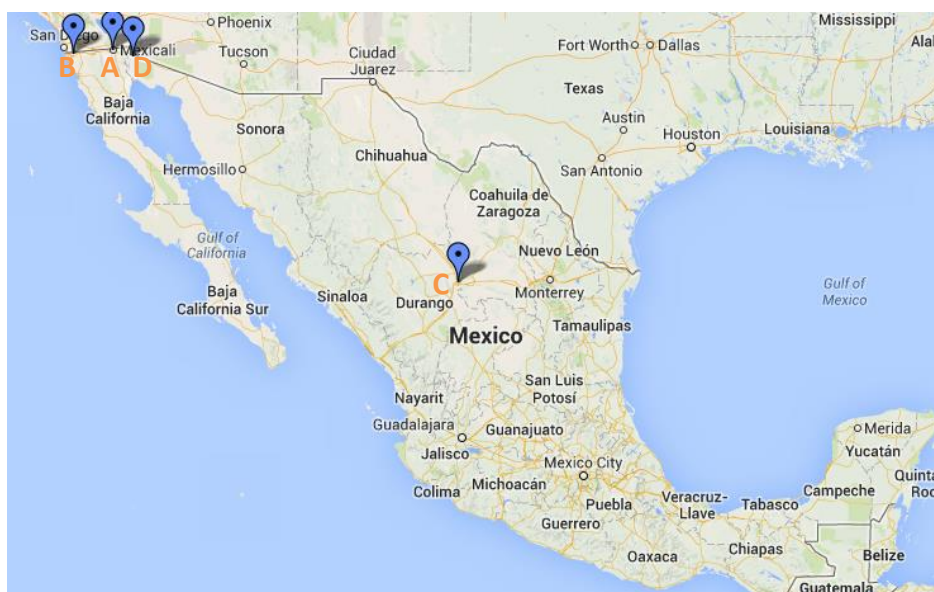 Phoenix
Mississippi
San Diego
Mexicali
B
A
D
Tucson
Ciudad
Juarez
Fort Worth
Dallas
Alal
Texas
Baja
California
Sonora
Austin
Houston
Louisiana
Chihuahua
San Antonio
Hermosillo
Coahuila de
Zaragoza
Gulf of
California
Nuevo León
C
Baja
California Sur
Sinaloa
Durango
Monterrey
Gulf of
Mexico
Mexico
Tamaulipas
San Luis
Potosí
Nayarit
Guadalajara
Guanajuato
Merida
Jalisco
Yucatán
Mexico City
Colima
Michoacán
Puebla
Veracruz-
Llave
Tabasco
Campeche
Quinta
Roo
Guerrero
Oaxaca
Chiapas
Belize
Guatemala